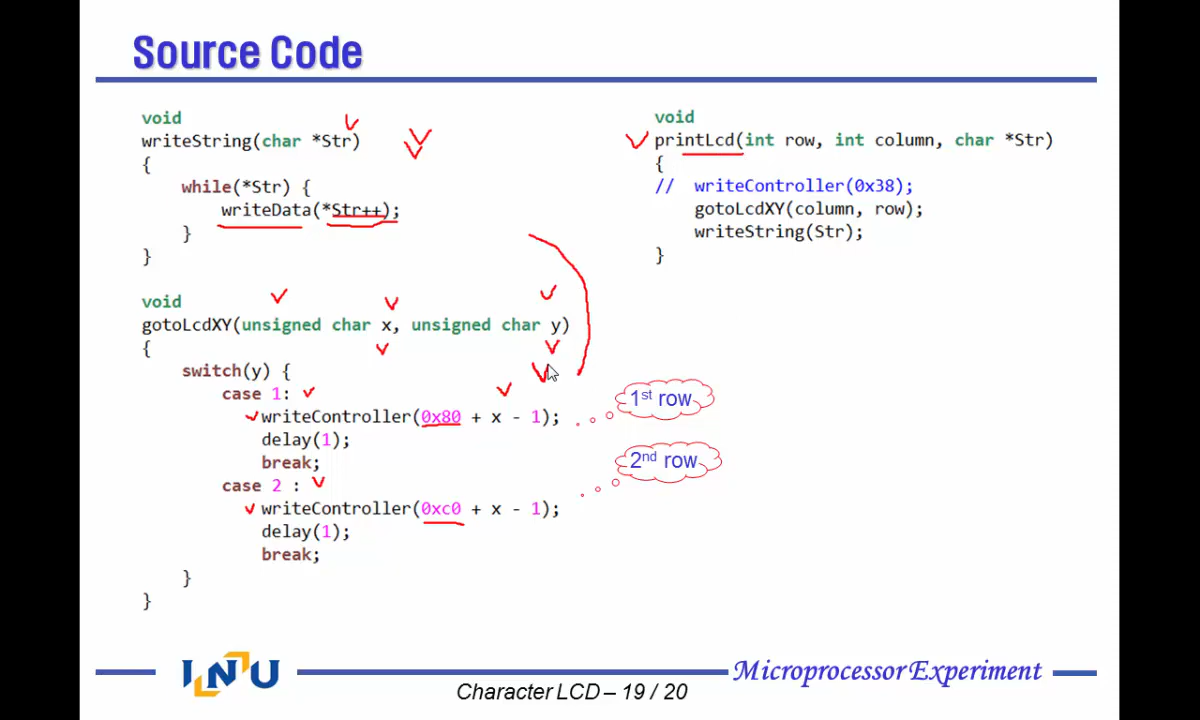 Source Code
void
writeString(char *Str)
{
while(*Str) {
writeData(*Str++);
}
}
void
gotoLcdXY(unsigned char x, unsigned char y)
{
switch(y) {
case 1:
writeController(0x80 + x - 1);
delay(1);
break;
case 2 :
writeController(0xc0 + x - 1);
delay(1);
break;
}
}
1st row
2nd row
void
printLcd(int row, int column, char *Str)
{
// writeController(0x38);
gotoLcdXY(column, row);
writeString(Str);
}
INU
Microprocessor Experiment
Character LCD – 19 / 20